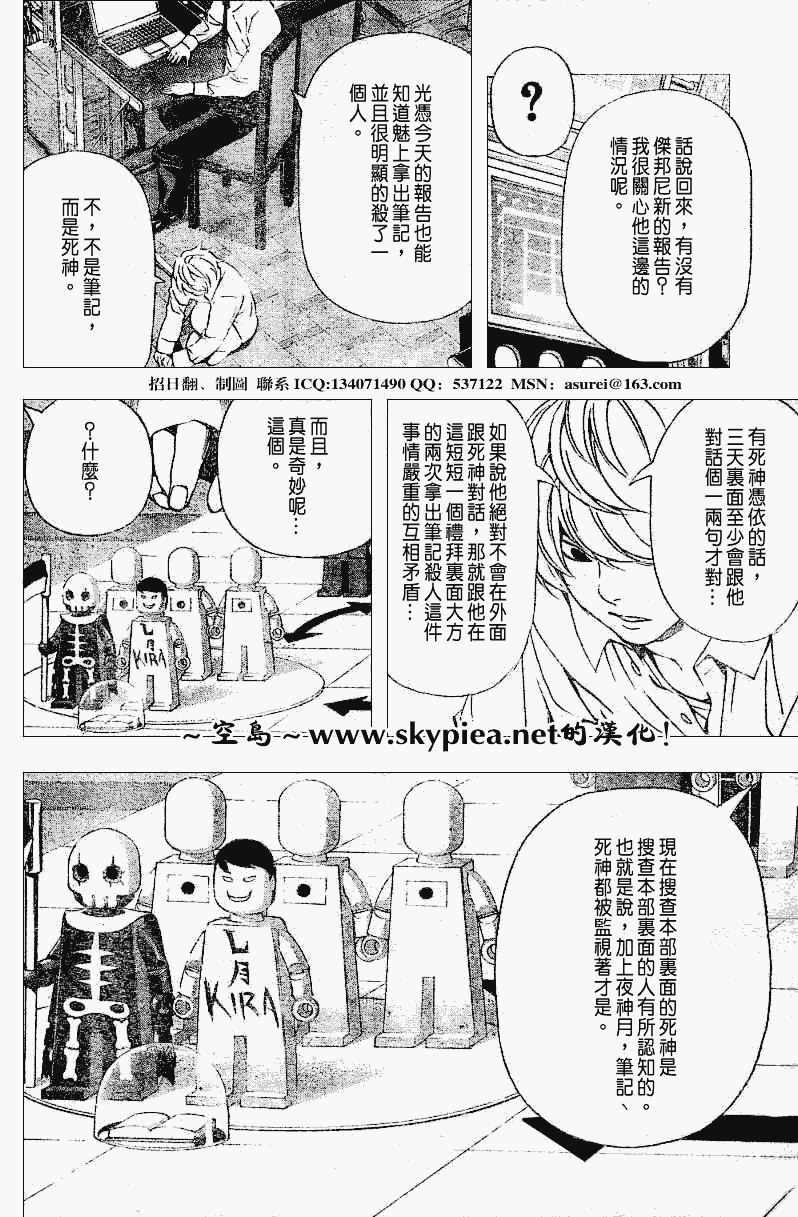 話說回來，有沒有
傑邦尼新的報告？
我很關心他這邊的
情況呢。
？
光憑今天的報告也能
知道魅上拿出筆記，
並且很明顯的殺了一
個人。
不，不是筆記，
而是死神。
招日翻、制圖 聯系 ICQ:134071490 QQ：537122 MSN：asurei@163.com
有死神憑依的話，
三天裏面至少會跟他
對話個一兩句才對…
如果說他絕對不會在外面
跟死神對話，那就跟他在
這短短一個禮拜裏面大方
的兩次拿出筆記殺人這件
事情嚴重的互相矛盾…
而且，
真是奇妙呢…
這個。
？什麼？
L
月
KIRA
～空島～www.skypiea.net的漢化！
現在搜查本部裏面的死神是
搜查本部裏面的人有所認知的。
也就是說，加上夜神月，筆記、
死神都被監視著才是。
L
月
KIRA